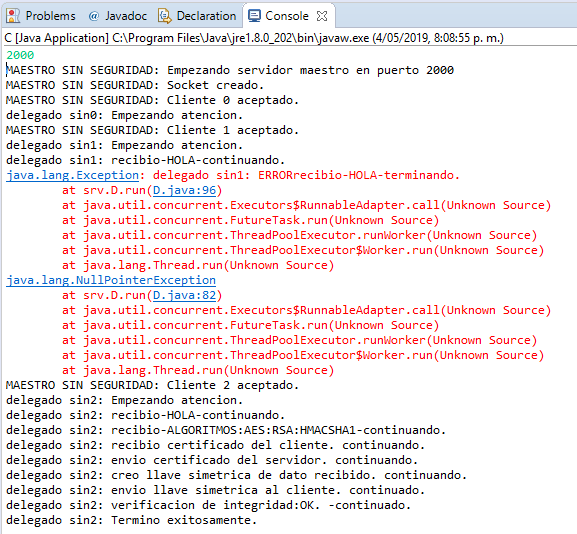 Problems @ Javadoc Declaration Console
C [Java Application] C:\Program Files\Java\jre1.8.0_202\bin\javaw.exe (4/05/2019, 8:08:55 p. m.)
2000
MAESTRO SIN SEGURIDAD: Empezando servidor maestro en puerto 2000
MAESTRO SIN SEGURIDAD: Socket creado.
MAESTRO SIN SEGURIDAD: Cliente 0 aceptado.
delegado sin0: Empezando atencion.
MAESTRO SIN SEGURIDAD: Cliente 1 aceptado.
delegado sin1: Empezando atencion.
delegado sin1: recibio-HOLA-continuando.
java.lang.Exception: delegado sin1: ERRORrecibio-HOLA-terminando.
at srv.D.run(D.java:96)
at java.util.concurrent.Executors$RunnableAdapter.call(Unknown Source)
at java.util.concurrent.FutureTask.run(Unknown Source)
at java.util.concurrent.ThreadPoolExecutor.runWorker(Unknown Source)
at java.util.concurrent.ThreadPoolExecutor$Worker.run(Unknown Source)
at java.lang.Thread.run(Unknown Source)
java.lang.NullPointerException
at srv.D.run(D.java:82)
at java.util.concurrent.Executors$RunnableAdapter.call(Unknown Source)
at java.util.concurrent.FutureTask.run(Unknown Source)
at java.util.concurrent.ThreadPoolExecutor.runWorker(Unknown Source)
at java.util.concurrent.ThreadPoolExecutor$Worker.run(Unknown Source)
at java.lang.Thread.run(Unknown Source)
MAESTRO SIN SEGURIDAD: Cliente 2 aceptado.
delegado sin2: Empezando atencion.
delegado sin2: recibio-HOLA-continuando.
delegado sin2: recibio-ALGORITMOS:AES:RSA:HMACSHA1-continuando.
delegado sin2: recibio certificado del cliente. continuando.
delegado sin2: envio certificado del servidor. continuando.
delegado sin2: creo llave simetrica de dato recibido. continuando.
delegado sin2: envio llave simetrica al cliente. continuado.
delegado sin2: verificacion de integridad:OK. -continuado.
delegado sin2: Termino exitosamente.